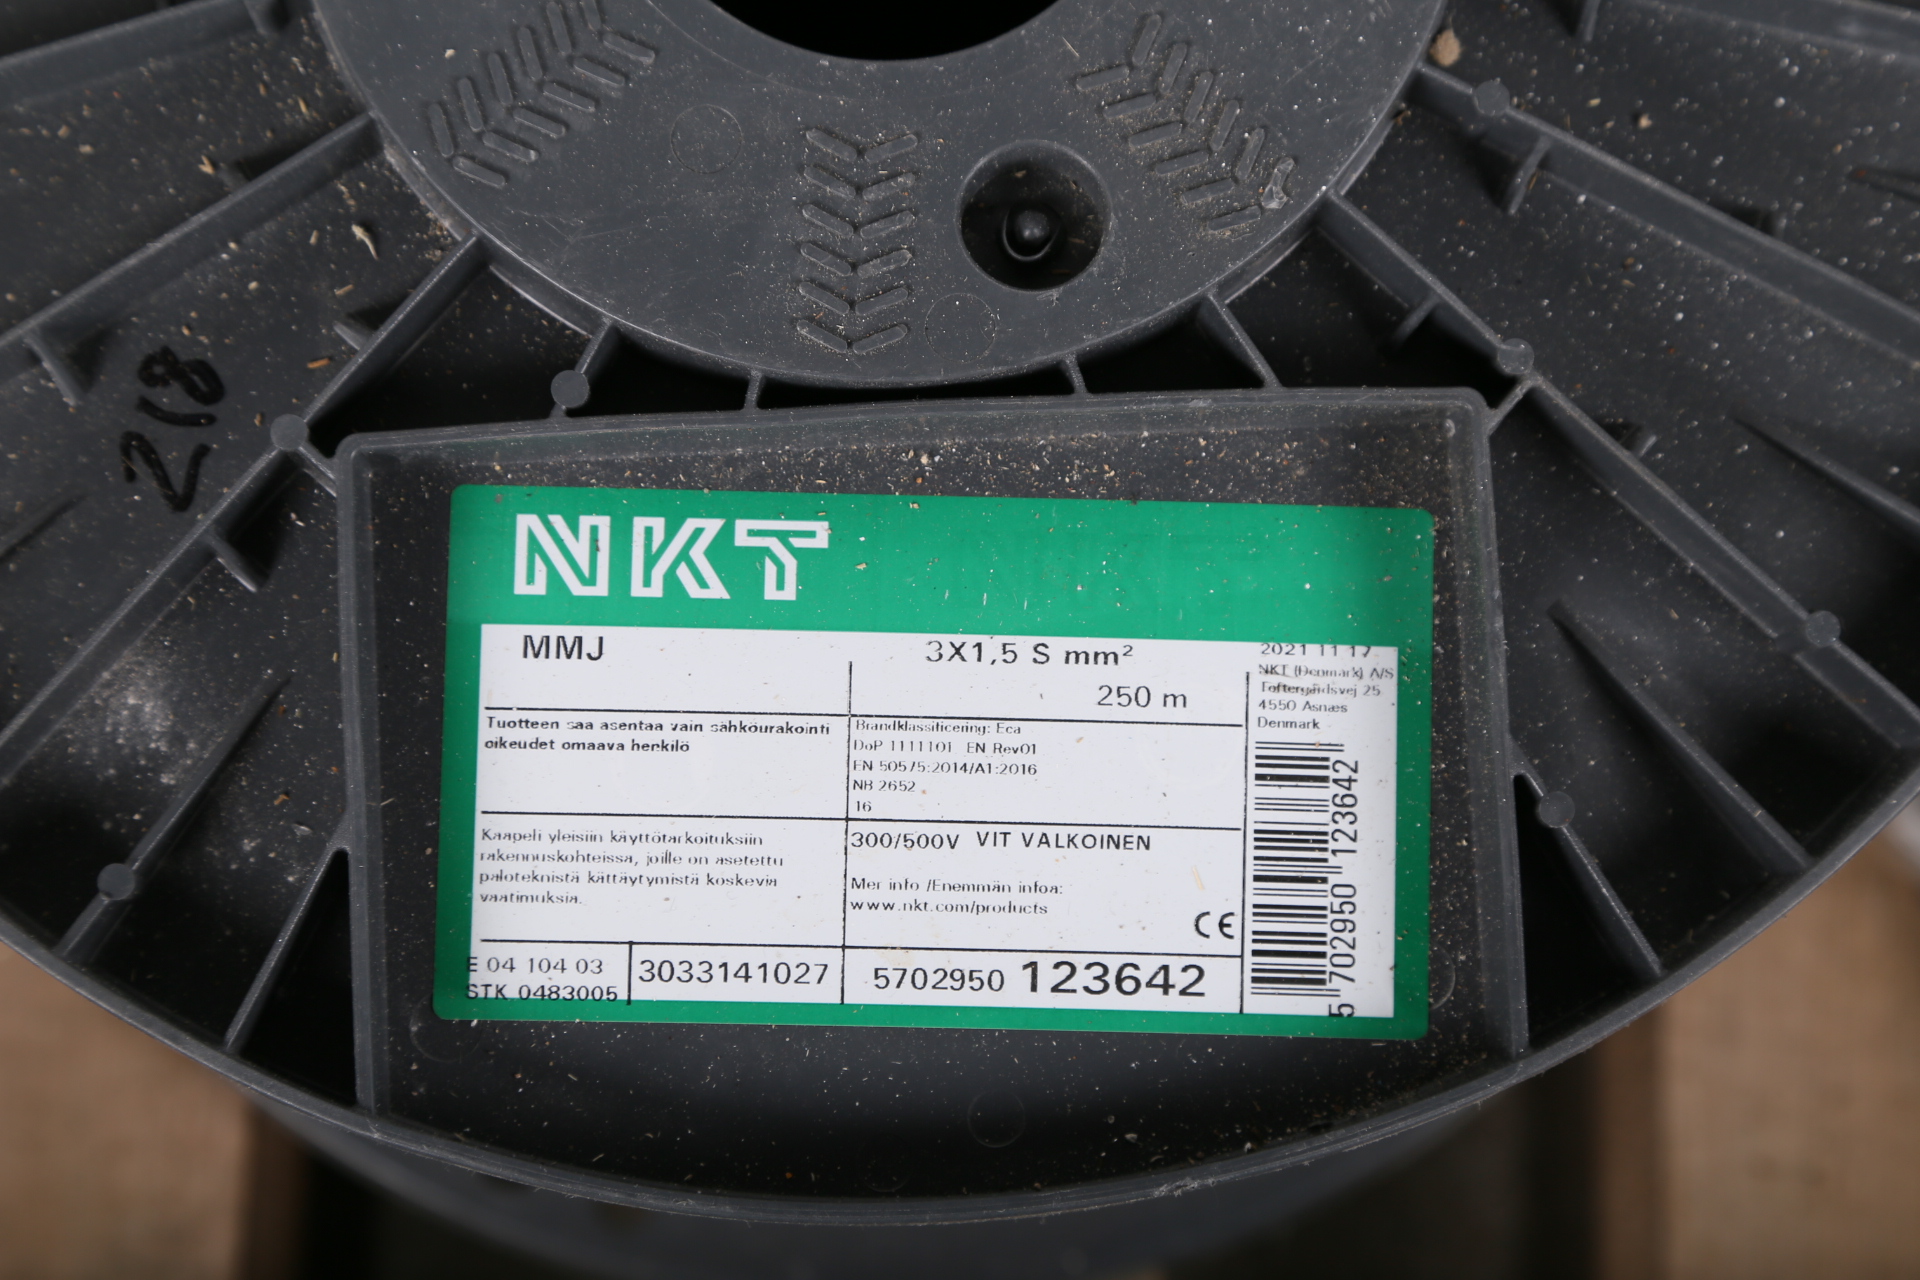 218
NKT
MMJ
3X1,5 S mm²
250 m
2021 11 17
NKT (Denmark) A/S
Toftegårdsvej 25
4550 Asnæs
Denmark
Tuotteen saa asentaa vain sähköurakointi
oikeudet omaava henkilö
Brandklassificering: Eca
DoP 1111101 EN Rev01
EN 50575:2014/A1:2016
NB 2652
16
Kaapeli yleisiin käyttötarkoituksiin
rakennuskohteissa, joille on asetettu
paloteknistä kättäytymistä koskevia
vaatimuksia.
300/500V VIT VALKOINEN
Mer info /Enemmän infoa:
www.nkt.com/products
CE
E 04 104 03
STK 0483005
3033141027
5702950 123642
5 702950 123642